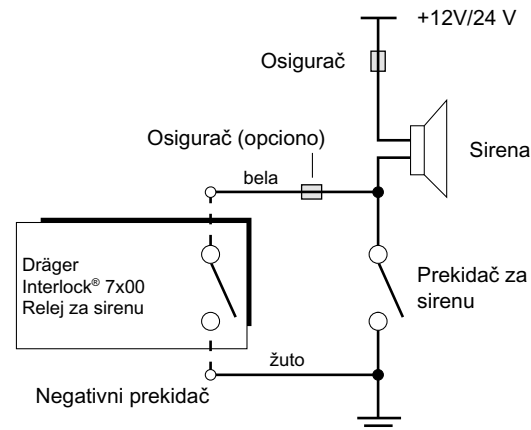 +12V/24 V
Osigurač
Osigurač (opciono)
Sirena
bela
Dräger
Interlock® 7x00
Relej za sirenu
Prekidač za
sirenu
žuto
Negativni prekidač